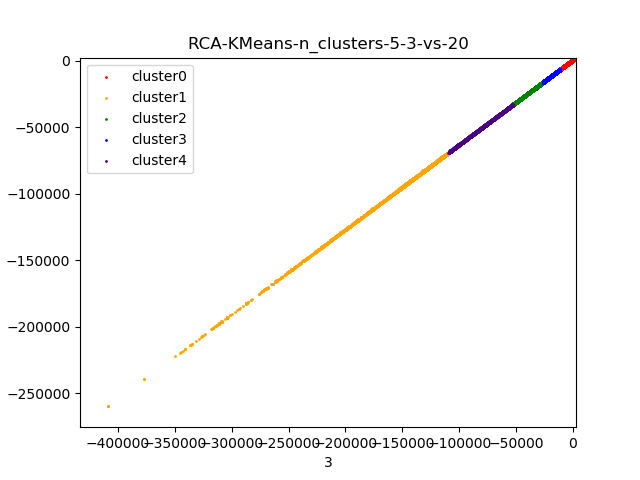 RCA-KMeans-n_clusters-5-3-vs-20
cluster0
cluster1
cluster2
cluster3
cluster4
0
−50000
−100000
−150000
−200000
−250000
−400000−350000−300000−250000−200000−150000−100000 −50000 0
3